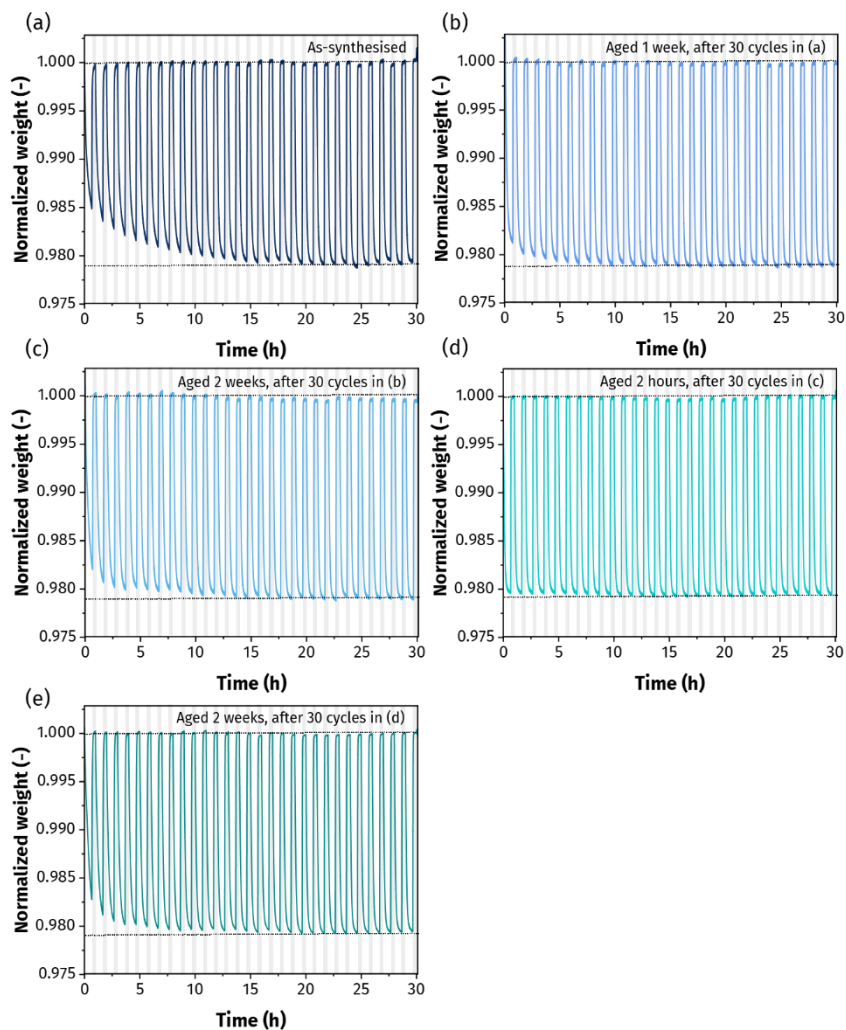 (a)
As-synthesised
1.000
0.995
0.990
0.985
0.980
0.975
Normalized weight (-)
0 5 10 15 20 25 30
Time (h)
(b)
Aged 1 week, after 30 cycles in (a)
1.000
0.995
0.990
0.985
0.980
0.975
Normalized weight (-)
0 5 10 15 20 25 30
Time (h)
(c)
Aged 2 weeks, after 30 cycles in (b)
1.000
0.995
0.990
0.985
0.980
0.975
Normalized weight (-)
0 5 10 15 20 25 30
Time (h)
(d)
Aged 2 hours, after 30 cycles in (c)
1.000
0.995
0.990
0.985
0.980
0.975
Normalized weight (-)
0 5 10 15 20 25 30
Time (h)
(e)
Aged 2 weeks, after 30 cycles in (d)
1.000
0.995
0.990
0.985
0.980
0.975
Normalized weight (-)
0 5 10 15 20 25 30
Time (h)